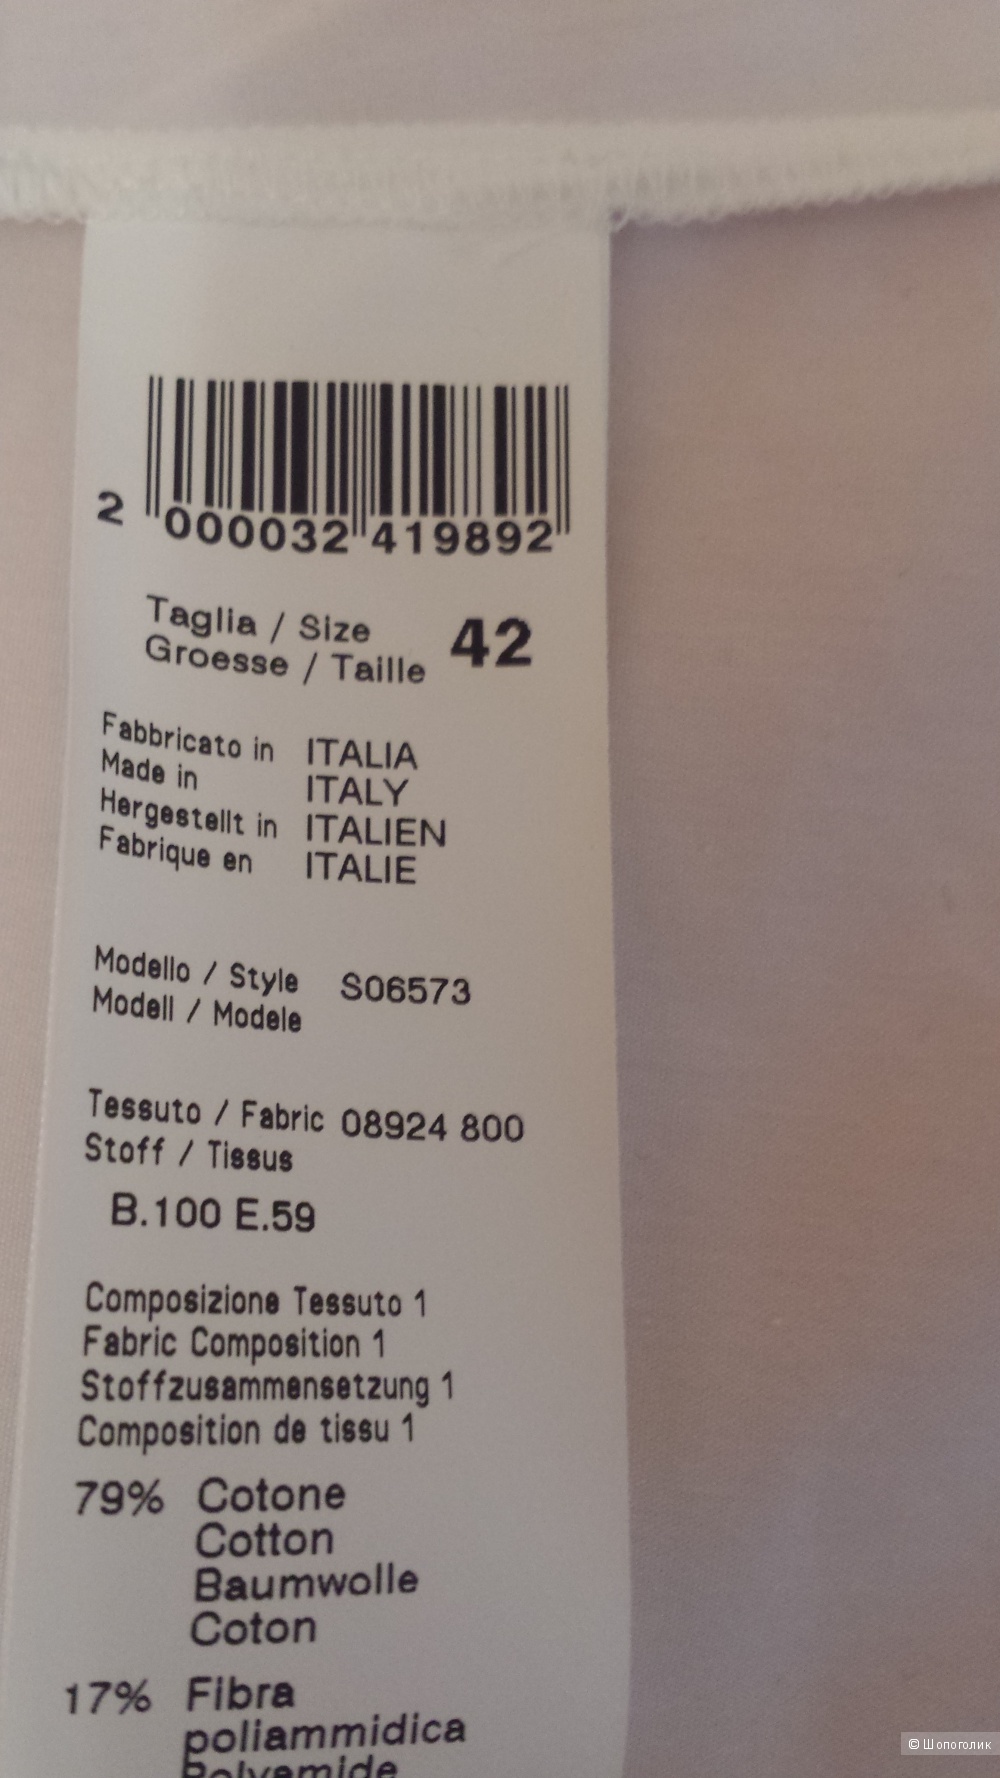 2 000032 419892
Taglia / Size
Groesse / Taille 42
Fabbricato in ITALIA
Made in ITALY
Hergestellt in ITALIEN
Fabrique en ITALIE
Modello / Style S06573
Modell / Modele
Tessuto / Fabric 08924 800
Stoff / Tissus
B.100 E.59
Composizione Tessuto 1
Fabric Composition 1
Stoffzusammensetzung 1
Composition de tissu 1
79% Cotone
Cotton
Baumwolle
Coton
17% Fibra
poliammidica
Polyamide
© Шопоголик